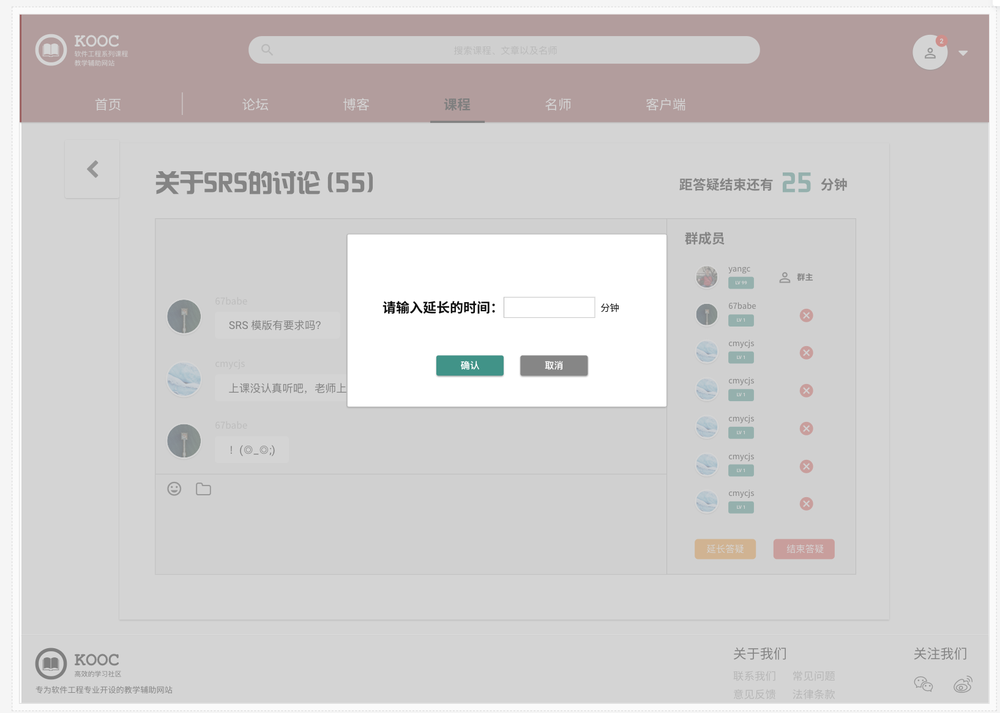 KOOC
软件工程系列课程
教学辅助网站
搜索课程、文章以及名师
2
首页
论坛
博客
课程
名师
客户端
关于SRS的讨论 (55)
距答疑结束还有 25 分钟
67babe
SRS 模版有要求吗?
cmycjs
上课没认真听吧，老师上
67babe
！(◎_◎;)
请输入延长的时间：
分钟
确认
取消
群成员
yangc
LV 99
群主
67babe
LV 1
cmycjs
LV 1
cmycjs
LV 1
cmycjs
LV 1
cmycjs
LV 1
cmycjs
LV 1
延长答疑
结束答疑
KOOC
高效的学习社区
专为软件工程专业开设的教学辅助网站
关于我们
联系我们 常见问题
意见反馈 法律条款
关注我们